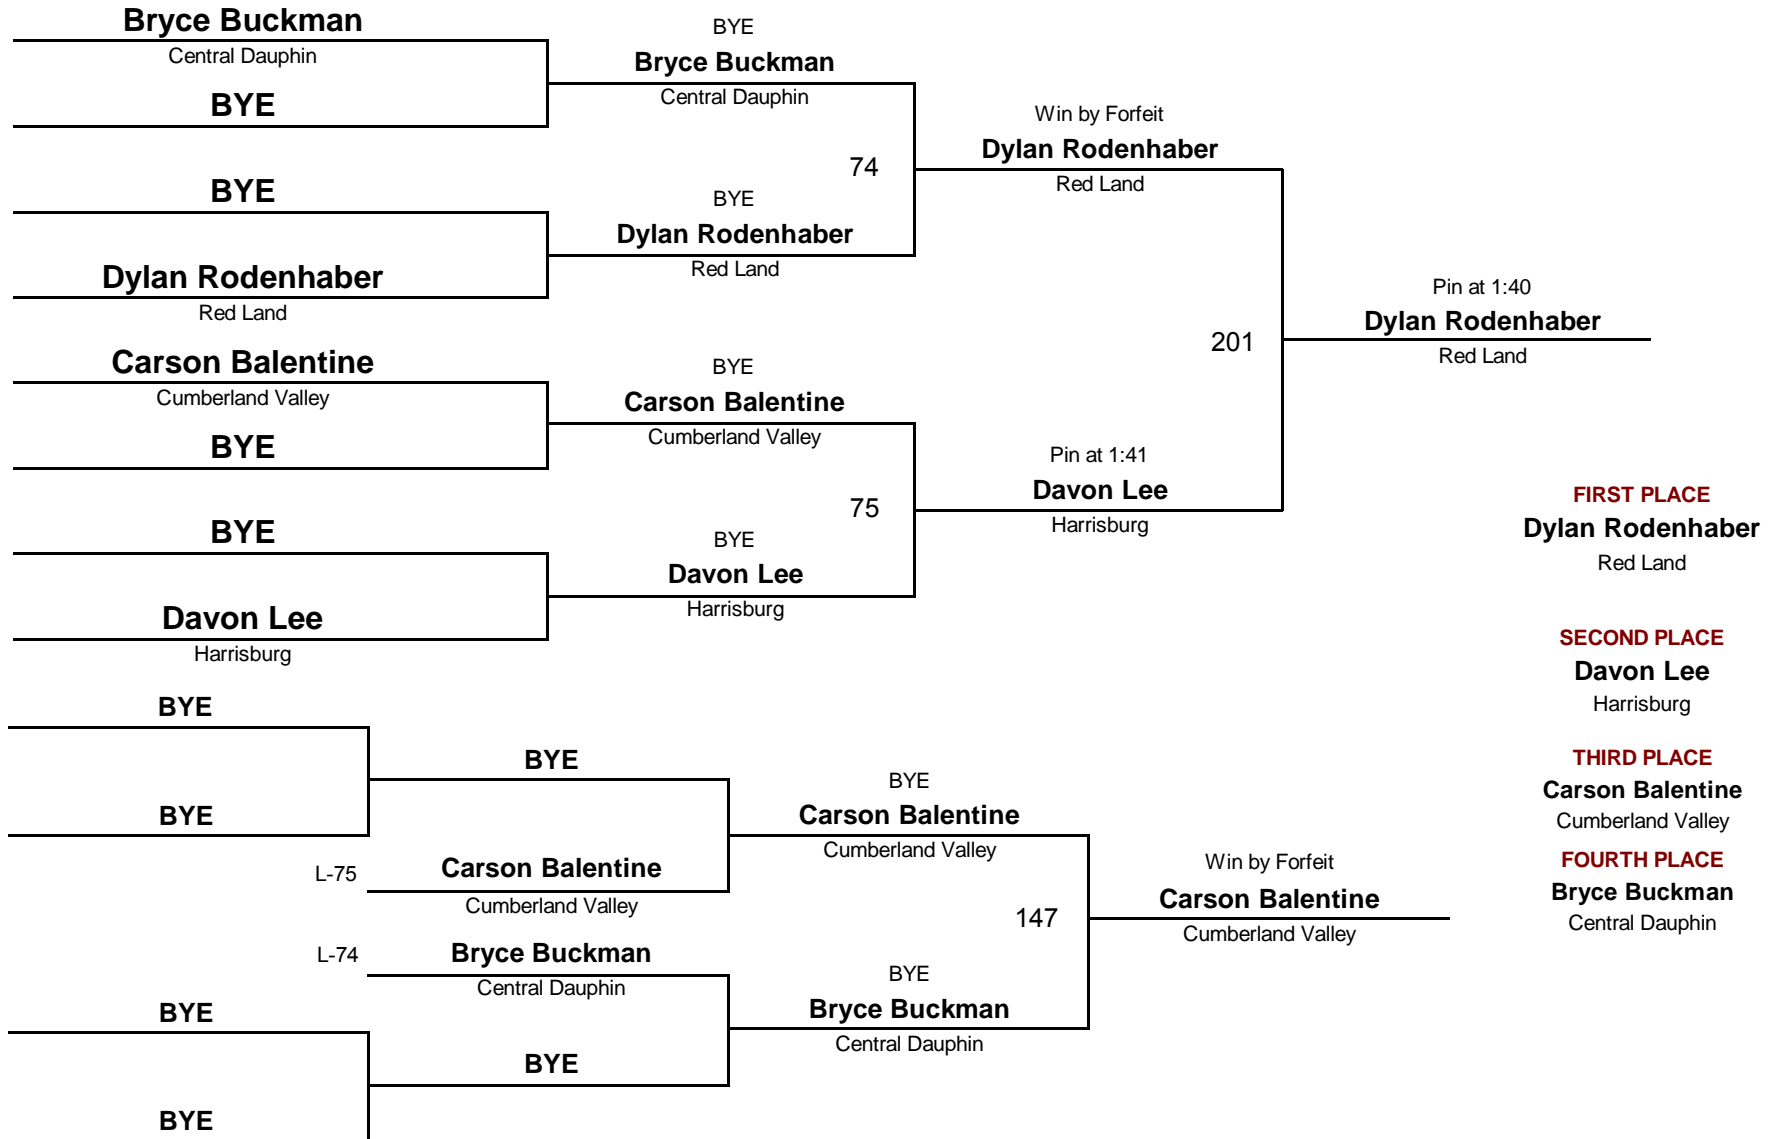 Bryce Buckman
Central Dauphin
BYE
BYE
Dylan Rodenhaber
Red Land
Carson Balentine
Cumberland Valley
BYE
BYE
Davon Lee
Harrisburg
BYE
Bryce Buckman
Central Dauphin
74
BYE
Dylan Rodenhaber
Red Land
BYE
Carson Balentine
Cumberland Valley
75
BYE
Davon Lee
Harrisburg
Win by Forfeit
Dylan Rodenhaber
Red Land
201
Pin at 1:41
Davon Lee
Harrisburg
Pin at 1:40
Dylan Rodenhaber
Red Land
FIRST PLACE
Dylan Rodenhaber
Red Land
SECOND PLACE
Davon Lee
Harrisburg
THIRD PLACE
Carson Balentine
Cumberland Valley
FOURTH PLACE
Bryce Buckman
Central Dauphin
BYE
BYE
BYE
BYE
BYE
L-75
Carson Balentine
Cumberland Valley
L-74
Bryce Buckman
Central Dauphin
BYE
BYE
Carson Balentine
Cumberland Valley
147
BYE
Bryce Buckman
Central Dauphin
Win by Forfeit
Carson Balentine
Cumberland Valley